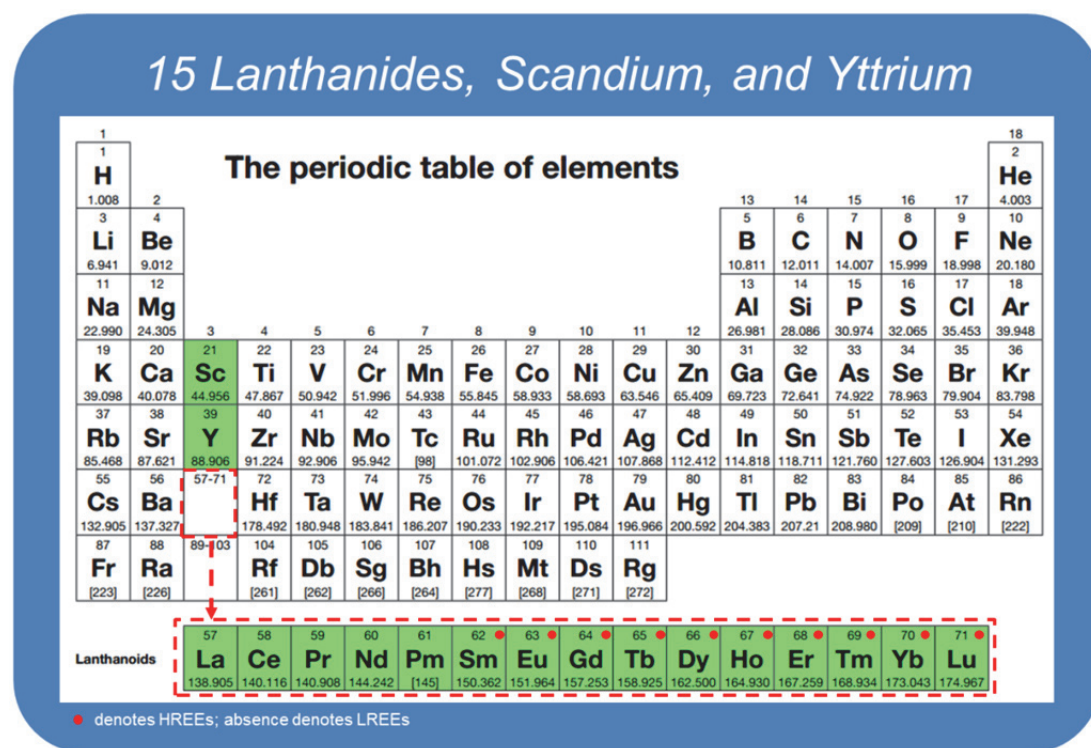 15 Lanthanides, Scandium, and Yttrium
The periodic table of elements
1 18
1 2
H He
1.008 2 13 14 15 16 17 4.003
3 4 5 6 7 8 9 10
Li Be B C N O F Ne
6.941 9.012 10.811 12.011 14.007 15.999 18.998 20.180
11 12 13 14 15 16 17 18
Na Mg Al Si P S Cl Ar
22.990 24.305 3 4 5 6 7 8 9 10 11 12 26.981 28.086 30.974 32.065 35.453 39.948
19 20 21 22 23 24 25 26 27 28 29 30 31 32 33 34 35 36
K Ca Sc Ti V Cr Mn Fe Co Ni Cu Zn Ga Ge As Se Br Kr
39.098 40.078 44.956 47.867 50.942 51.996 54.938 55.845 58.933 58.693 63.546 65.409 69.723 72.641 74.922 78.963 79.904 83.798
37 38 39 40 41 42 43 44 45 46 47 48 49 50 51 52 53 54
Rb Sr Y Zr Nb Mo Tc Ru Rh Pd Ag Cd In Sn Sb Te I Xe
85.468 87.621 88.906 91.224 92.906 95.942 [98] 101.072 102.906 106.421 107.868 112.412 114.818 118.711 121.760 127.603 126.904 131.293
55 56 57-71 72 73 74 75 76 77 78 79 80 81 82 83 84 85 86
Cs Ba Hf Ta W Re Os Ir Pt Au Hg Tl Pb Bi Po At Rn
132.905 137.327 178.492 180.948 183.841 186.207 190.233 192.217 195.084 196.966 200.592 204.383 207.21 208.980 [209] [210] [222]
87 88 89-103 104 105 106 107 108 109 110 111
Fr Ra Rf Db Sg Bh Hs Mt Ds Rg
[223] [226] [261] [262] [266] [264] [277] [268] [271] [272]
57 58 59 60 61 62 63 64 65 66 67 68 69 70 71
Lanthanoids La Ce Pr Nd Pm Sm Eu Gd Tb Dy Ho Er Tm Yb Lu
138.905 140.116 140.908 144.242 [145] 150.362 151.964 157.253 158.925 162.500 164.930 167.259 168.934 173.043 174.967
denotes HREEs; absence denotes LREEs